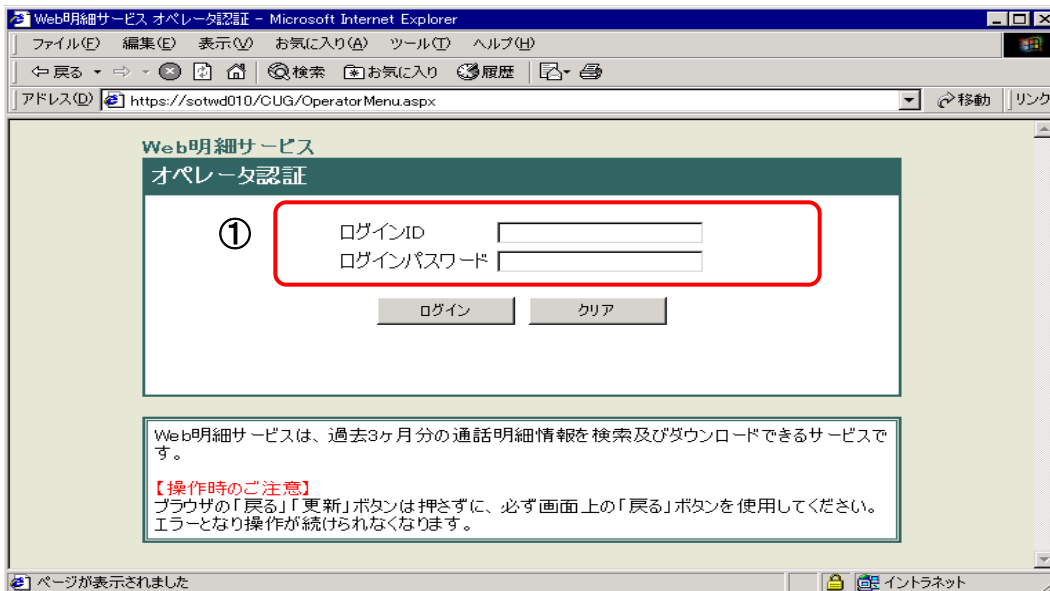 Web明細サービス オペレータ認証 - Microsoft Internet Explorer
ファイル(F) 編集(E) 表示(V) お気に入り(A) ツール(T) ヘルプ(H)
戻る 検索 お気に入り 履歴
アドレス(D) https://sotwd010/CUG/OperatorMenu.aspx 移動 リンク
Web明細サービス
オペレータ認証
①
ログインID
ログインパスワード
ログイン クリア
Web明細サービスは、過去3ヶ月分の通話明細情報を検索及びダウンロードできるサービスで
す。
【操作時のご注意】
ブラウザの「戻る」「更新」ボタンは押さずに、必ず画面上の「戻る」ボタンを使用してください。
エラーとなり操作が続けられなくなります。
ページが表示されました イントラネット